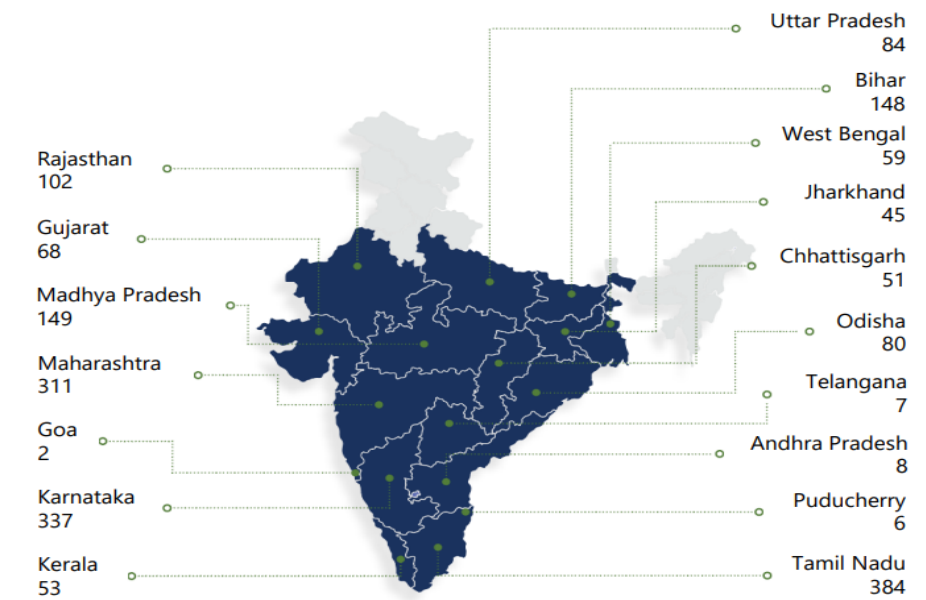 Rajasthan
102
Gujarat
68
Madhya Pradesh
149
Maharashtra
311
Goa
2
Karnataka
337
Kerala
53
Uttar Pradesh
84
Bihar
148
West Bengal
59
Jharkhand
45
Chhattisgarh
51
Odisha
80
Telangana
7
Andhra Pradesh
8
Puducherry
6
Tamil Nadu
384